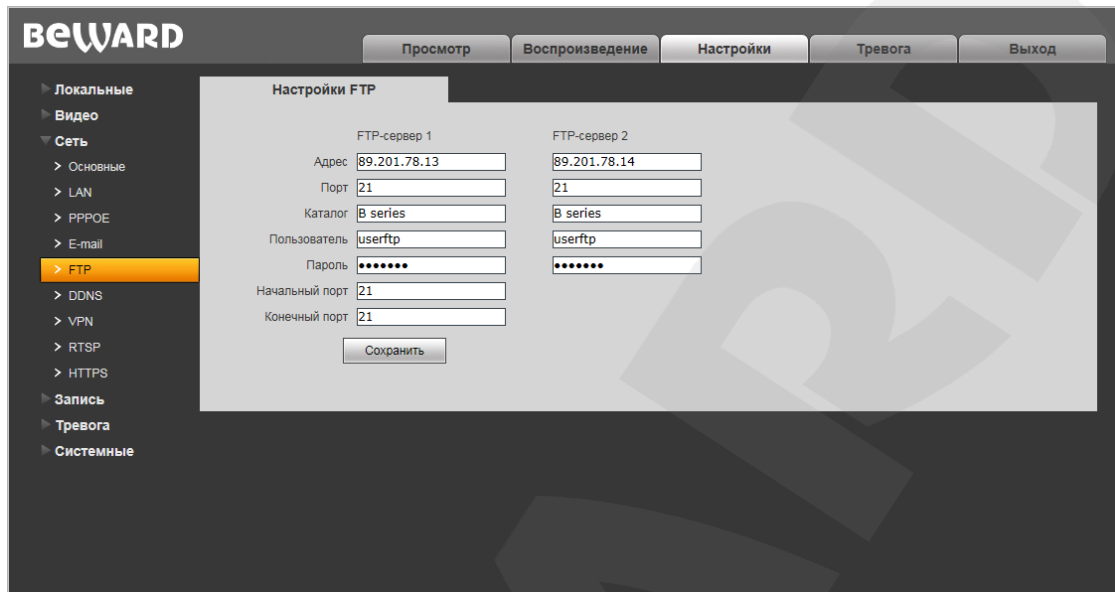 BEWARD
Просмотр Воспроизведение Настройки Тревога Выход
Локальные
Видео
Сеть
Основные
LAN
PPPOE
E-mail
FTP
DDNS
VPN
RTSP
HTTPS
Запись
Тревога
Системные
Настройки FTP
FTP-сервер 1 FTP-сервер 2
Адрес 89.201.78.13 89.201.78.14
Порт 21 21
Каталог B series B series
Пользователь userftp userftp
Пароль ••••••• •••••••
Начальный порт 21
Конечный порт 21
Сохранить